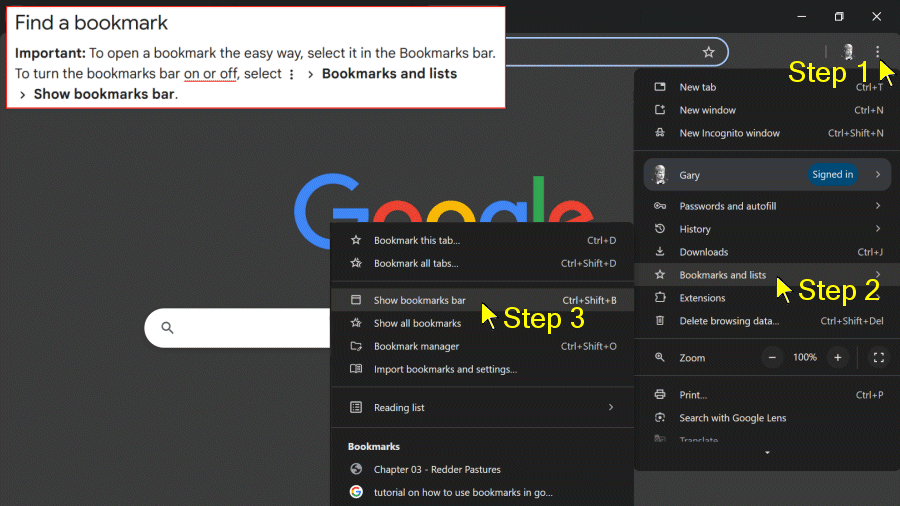 Find a bookmark
Important: To open a bookmark the easy way, select it in the Bookmarks bar.
To turn the bookmarks bar on or off, select ⋮ > Bookmarks and lists
> Show bookmarks bar.
Step 1
New tab Ctrl+T
New window Ctrl+N
New Incognito window Ctrl+Shift+N
Gary Signed in
Passwords and autofill
History
Downloads Ctrl+J
Bookmarks and lists
Step 2
Extensions
Delete browsing data... Ctrl+Shift+Del
Zoom − 100% +
Print... Ctrl+P
Search with Google Lens
Translate
Google
Bookmark this tab... Ctrl+D
Bookmark all tabs... Ctrl+Shift+D
Show bookmarks bar Ctrl+Shift+B
Step 3
Show all bookmarks
Bookmark manager Ctrl+Shift+O
Import bookmarks and settings...
Reading list
Bookmarks
Chapter 03 - Redder Pastures
tutorial on how to use bookmarks in go...